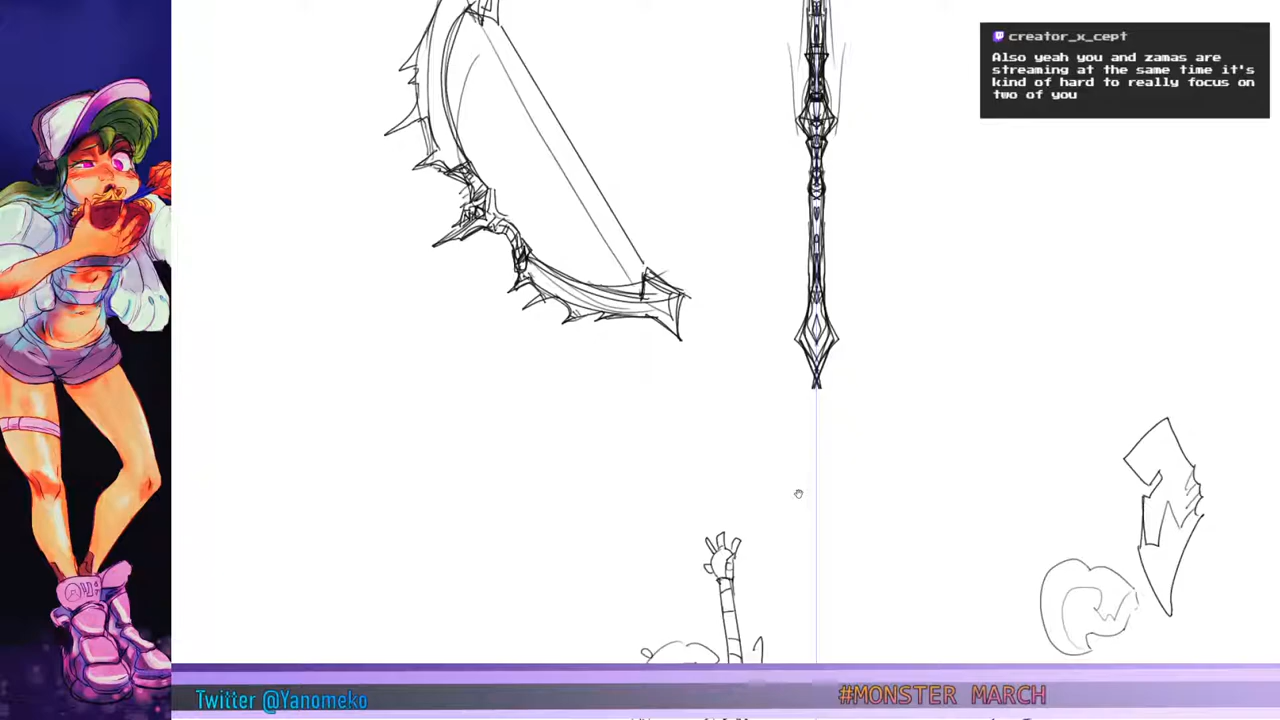 creator_x_cept
Also yeah you and zamas are
streaming at the same time it's
kind of hard to really focus on
two of you
Twitter @Yanomeko
#MONSTER MARCH